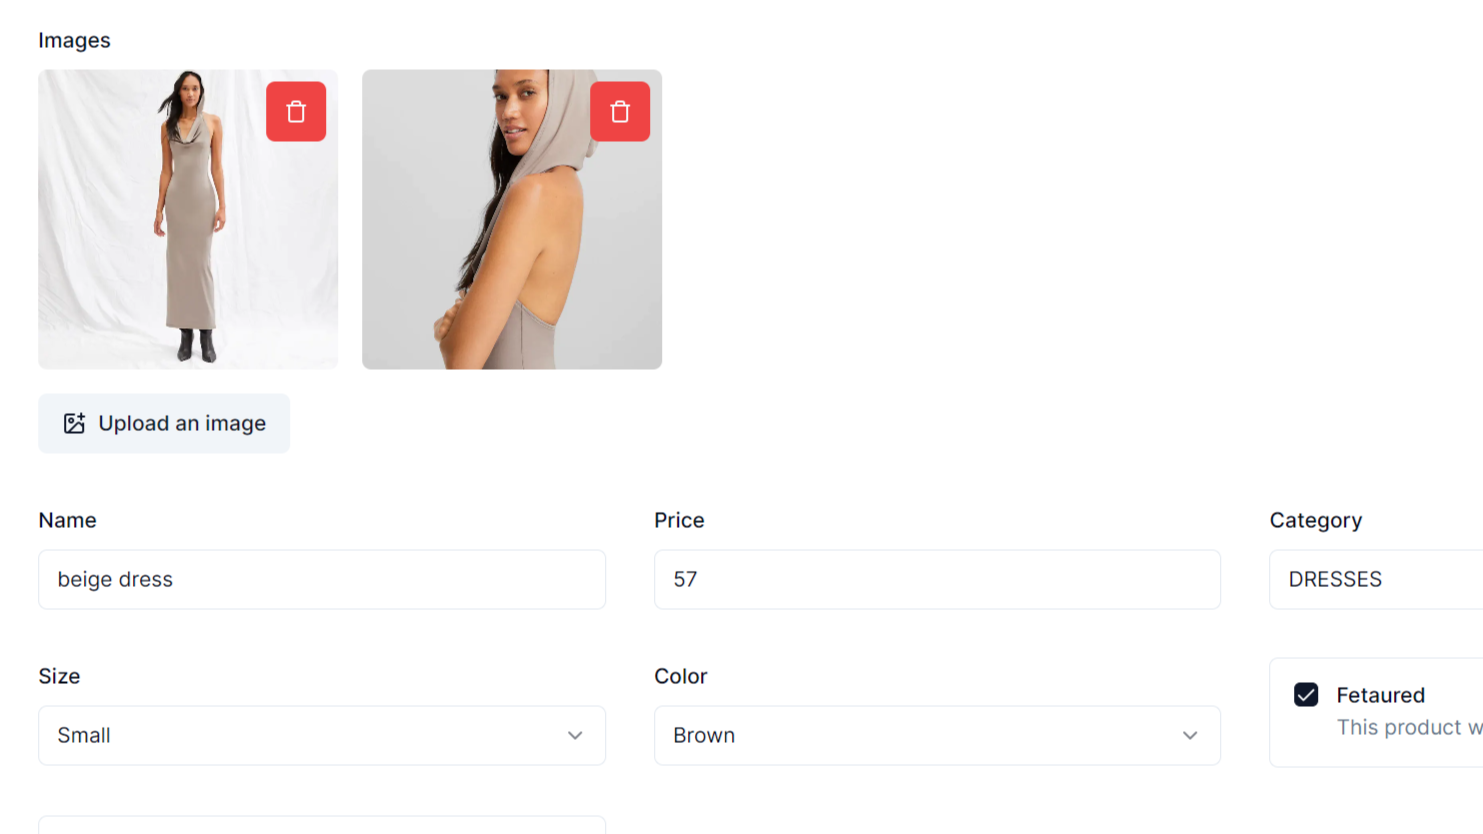 Images
Upload an image
Name
Price
Category
beige dress
57
DRESSES
Size
Color
Small
Brown
Fetaured
This product w